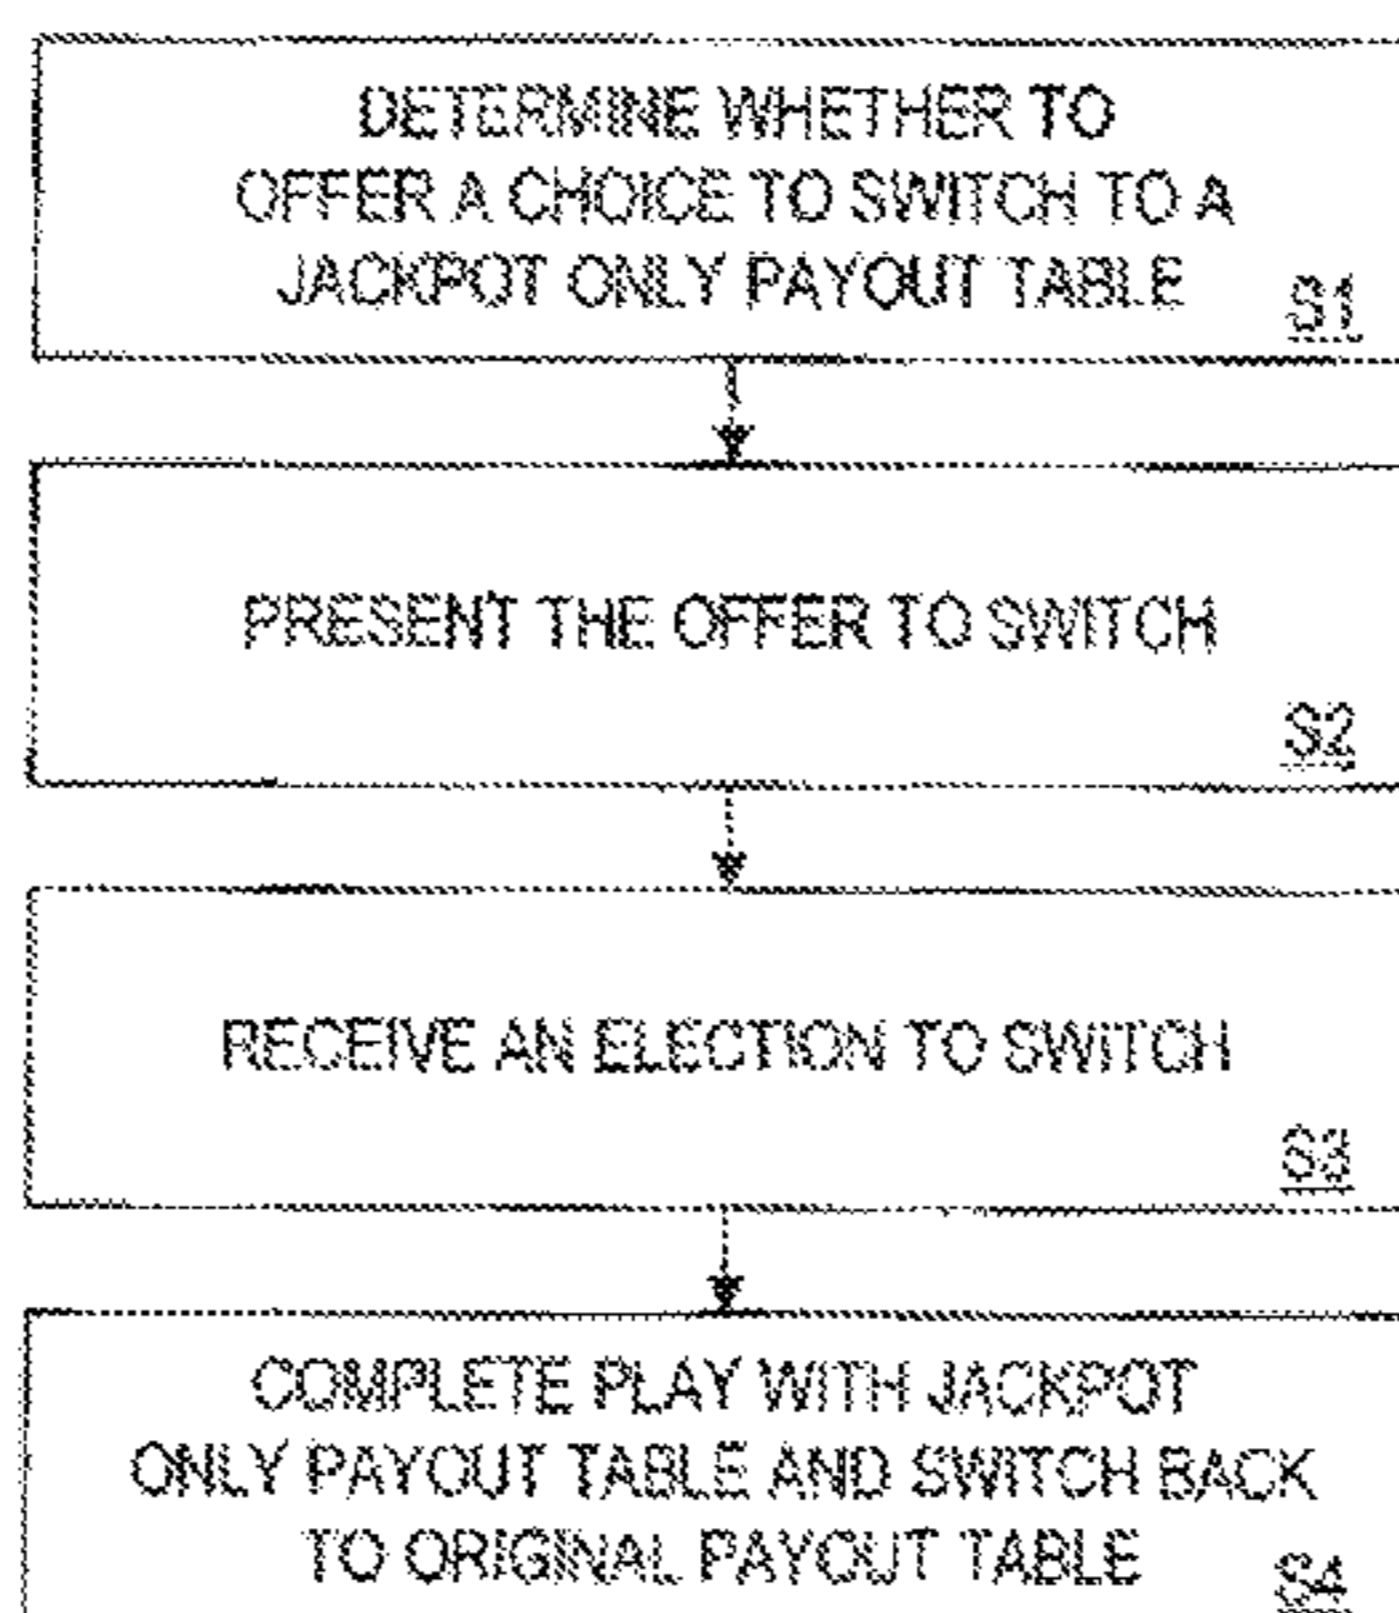 DETERMINE WHETHER TO
OFFER A CHOICE TO SWITCH TO A
JACKPOT ONLY PAYOUT TABLE
S1
PRESENT THE OFFER TO SWITCH
S2
RECEIVE AN ELECTION TO SWITCH
S3
COMPLETE PLAY WITH JACKPOT
ONLY PAYOUT TABLE AND SWITCH BACK
TO ORIGINAL PAYOUT TABLE
S4